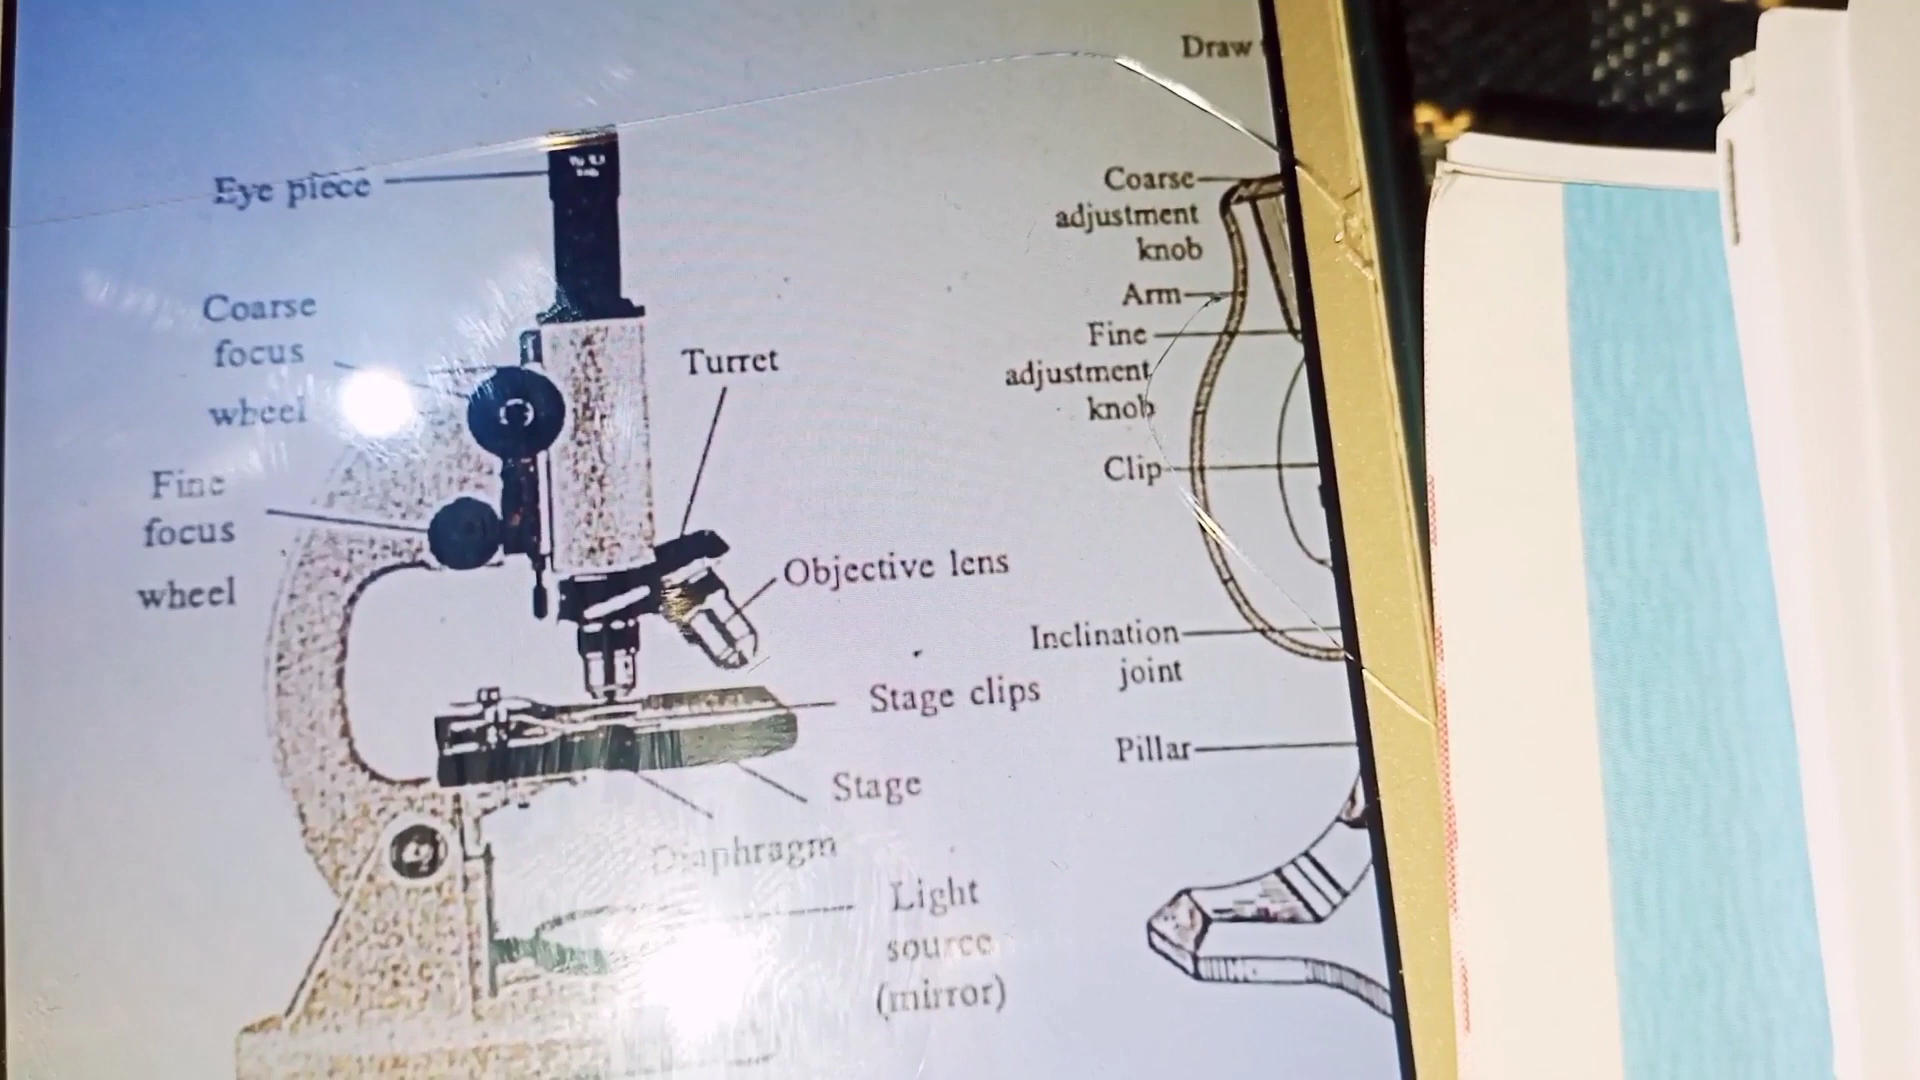 Eye piece
Coarse
focus
wheel
Fine
focus
wheel
Turret
Objective lens
Stage clips
Stage
Diaphragm
Light
source
(mirror)
Draw
Coarse
adjustment
knob
Arm
Fine
adjustment
knob
Clip
Inclination
joint
Pillar